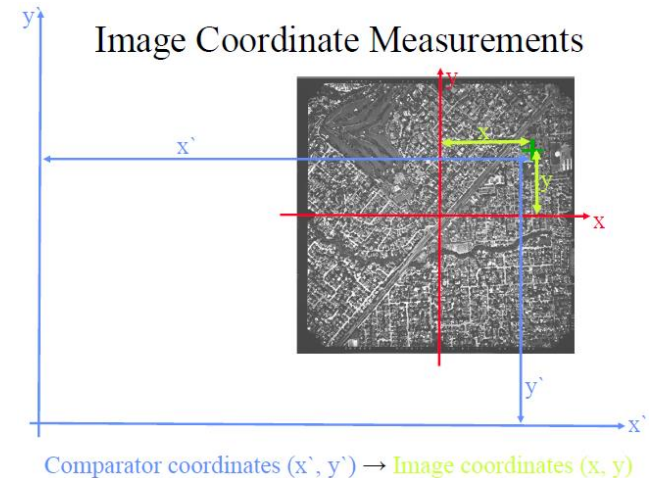 y`
Image Coordinate Measurements
y
x
x`
y
x
y`
x`
Comparator coordinates (x`, y`) → Image coordinates (x, y)